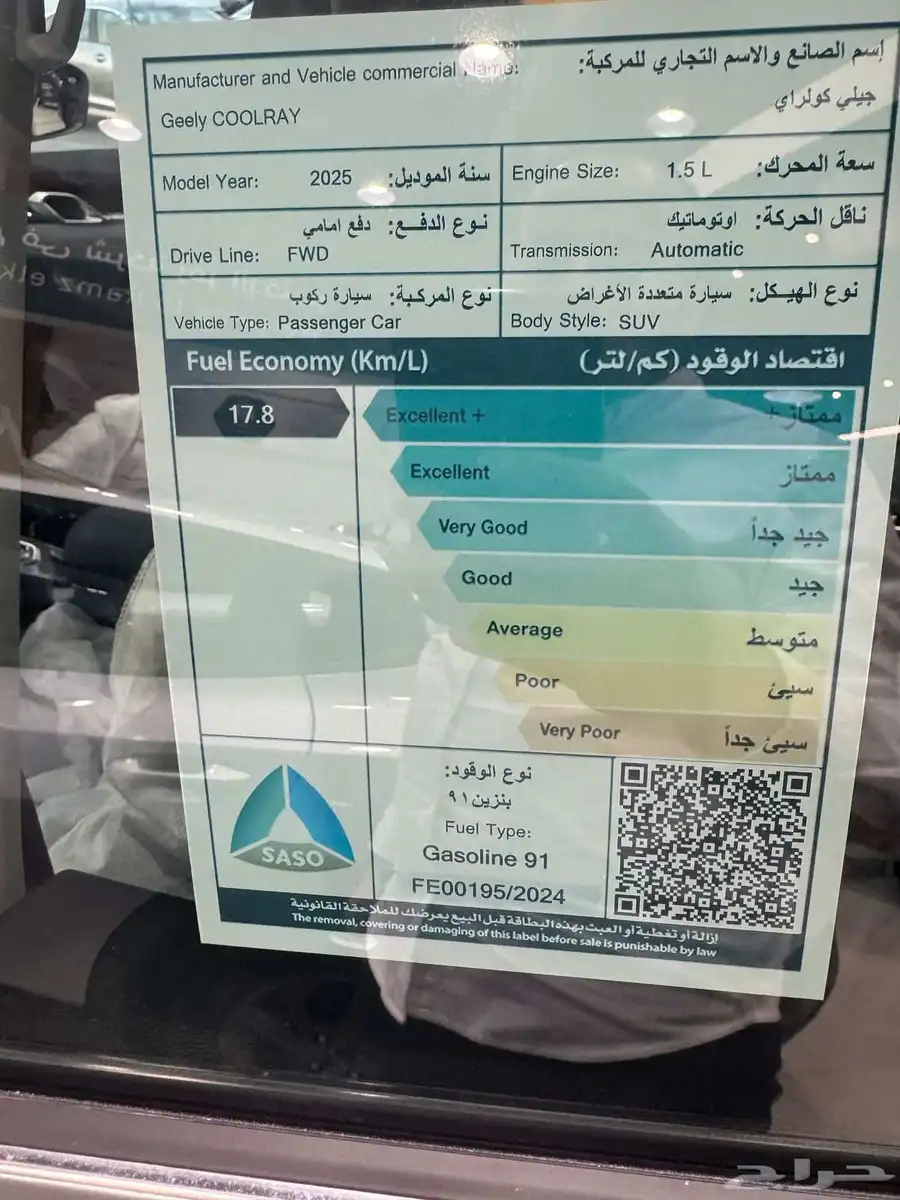 إسم الصانع والاسم التجاري للمركبة:
Manufacturer and Vehicle commercial Name:
جيلي كولراي
Geely COOLRAY
Model Year: 2025 سنة الموديل:
Engine Size: 1.5 L سعة المحرك:
نوع الدفع: دفع امامي
Drive Line: FWD
ناقل الحركة: اوتوماتيك
Transmission: Automatic
نوع المركبة: سيارة ركوب
Vehicle Type: Passenger Car
نوع الهيكل: سيارة متعددة الأغراض
Body Style: SUV
Fuel Economy (Km/L) اقتصاد الوقود (كم/لتر)
17.8
Excellent + ممتاز+
Excellent ممتاز
Very Good جيد جداً
Good جيد
Average متوسط
Poor سيئ
Very Poor سيئ جداً
SASO
نوع الوقود:
بنزين ٩١
Fuel Type:
Gasoline 91
FE00195/2024
إزالة أو تغطية أو العبث بهذه البطاقة قبل البيع يعرضك للملاحقة القانونية
The removal, covering or damaging of this label before sale is punishable by law
حراج